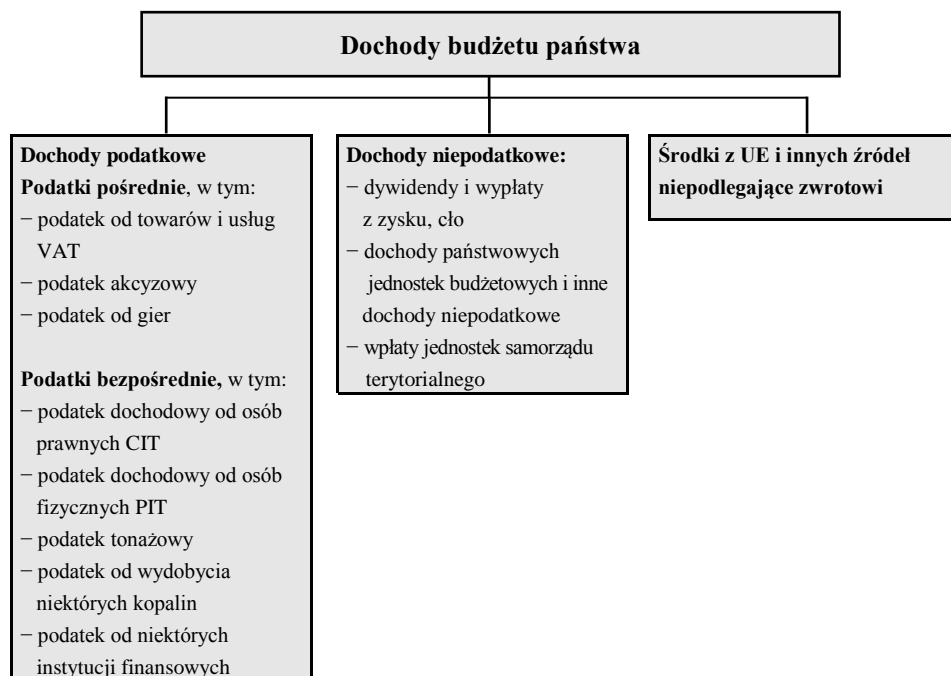 Dochody budżetu państwa
Dochody podatkowe
Podatki pośrednie, w tym:
− podatek od towarów i usług
VAT
− podatek akcyzowy
− podatek od gier
Podatki bezpośrednie, w tym:
− podatek dochodowy od osób
prawnych CIT
− podatek dochodowy od osób
fizycznych PIT
− podatek tonażowy
− podatek od wydobycia
niektórych kopalin
− podatek od niektórych
instytucji finansowych
Dochody niepodatkowe:
− dywidendy i wypłaty
z zysku, cło
− dochody państwowych
jednostek budżetowych i inne
dochody niepodatkowe
− wpłaty jednostek samorządu
terytorialnego
Środki z UE i innych źródeł
niepodlegające zwrotowi